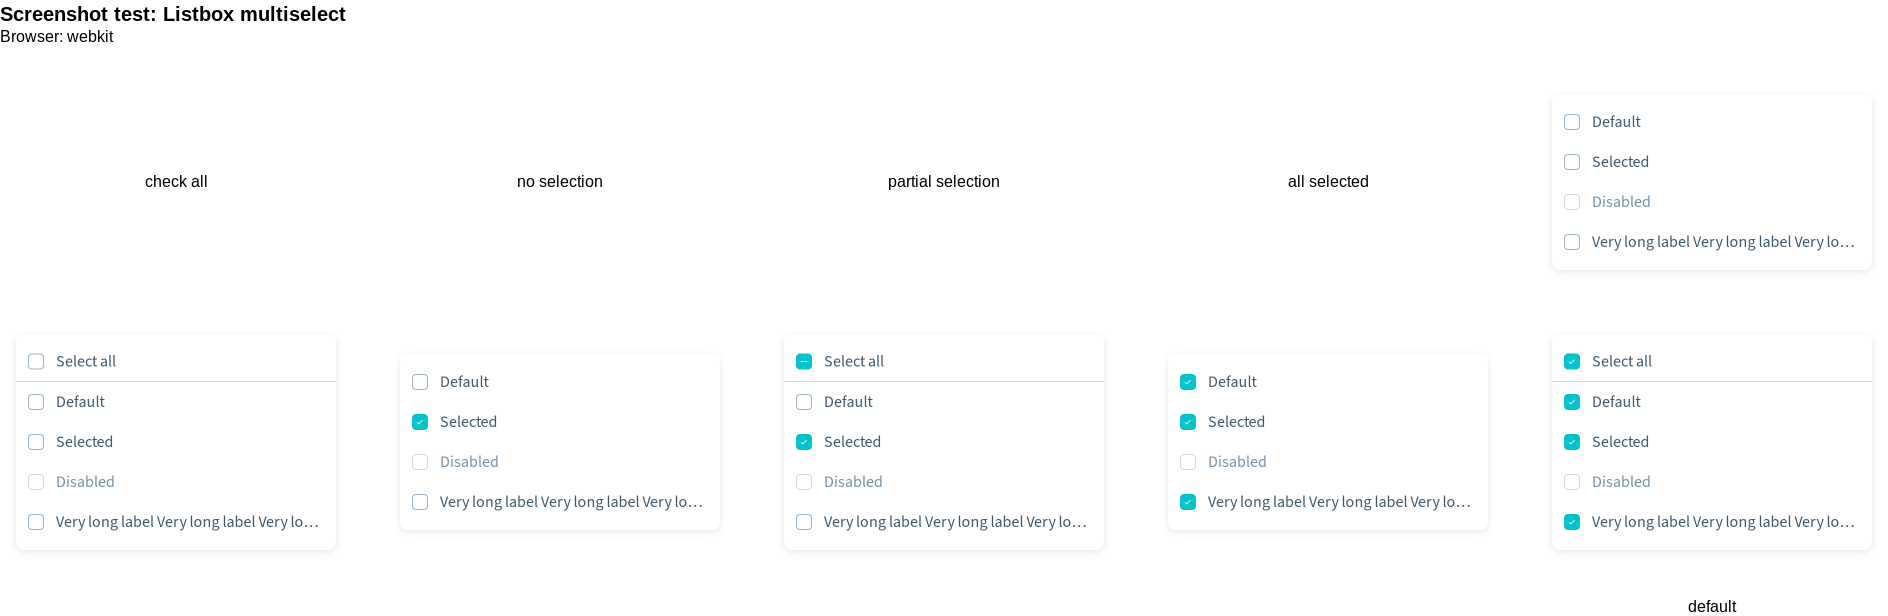 Screenshot test: Listbox multiselect
Browser: webkit
check all
no selection
partial selection
all selected
Default
Selected
Disabled
Very long label Very long label Very lo…
Select all
Default
Selected
Disabled
Very long label Very long label Very lo…
Default
Selected
Disabled
Very long label Very long label Very lo…
Select all
Default
Selected
Disabled
Very long label Very long label Very lo…
Default
Selected
Disabled
Very long label Very long label Very lo…
Select all
Default
Selected
Disabled
Very long label Very long label Very lo…
default